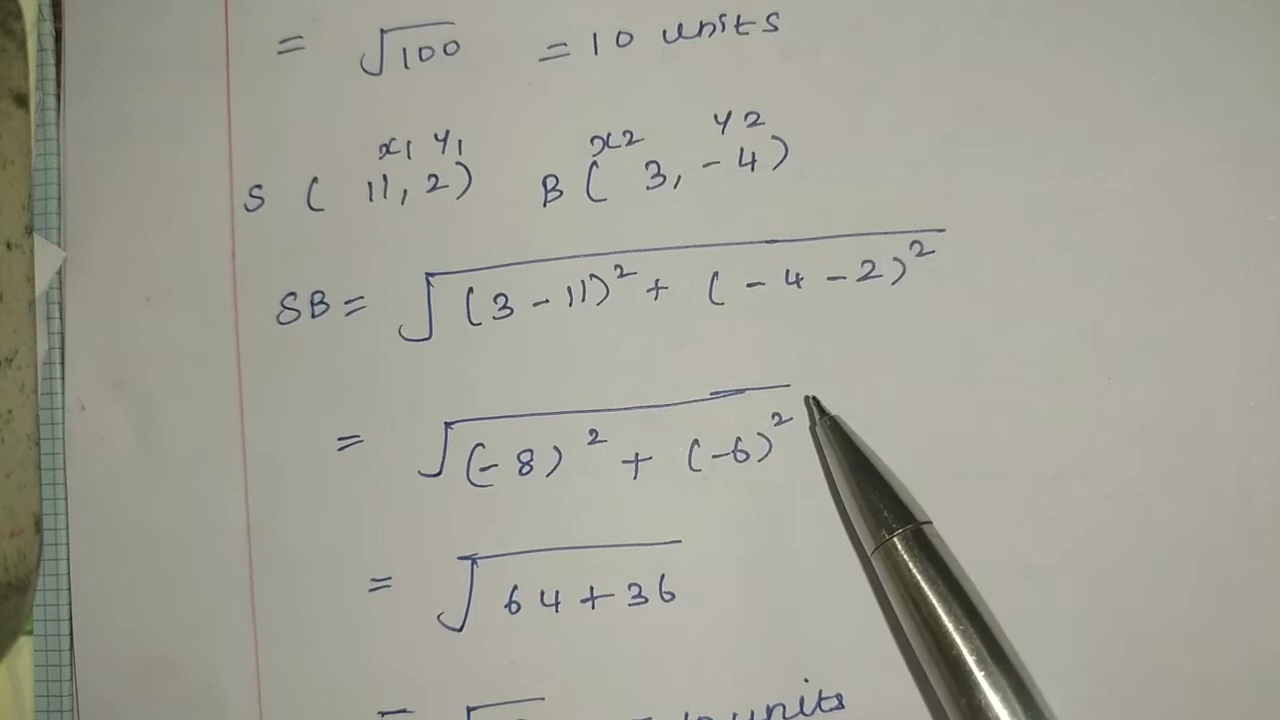 = √100 = 10 units
x1 y1 x2 y2
S ( 11, 2) B ( 3, -4)
SB = √(3 - 11)² + ( - 4 - 2)²
= √(-8)² + (-6)²
= √64 + 36
= √ = units